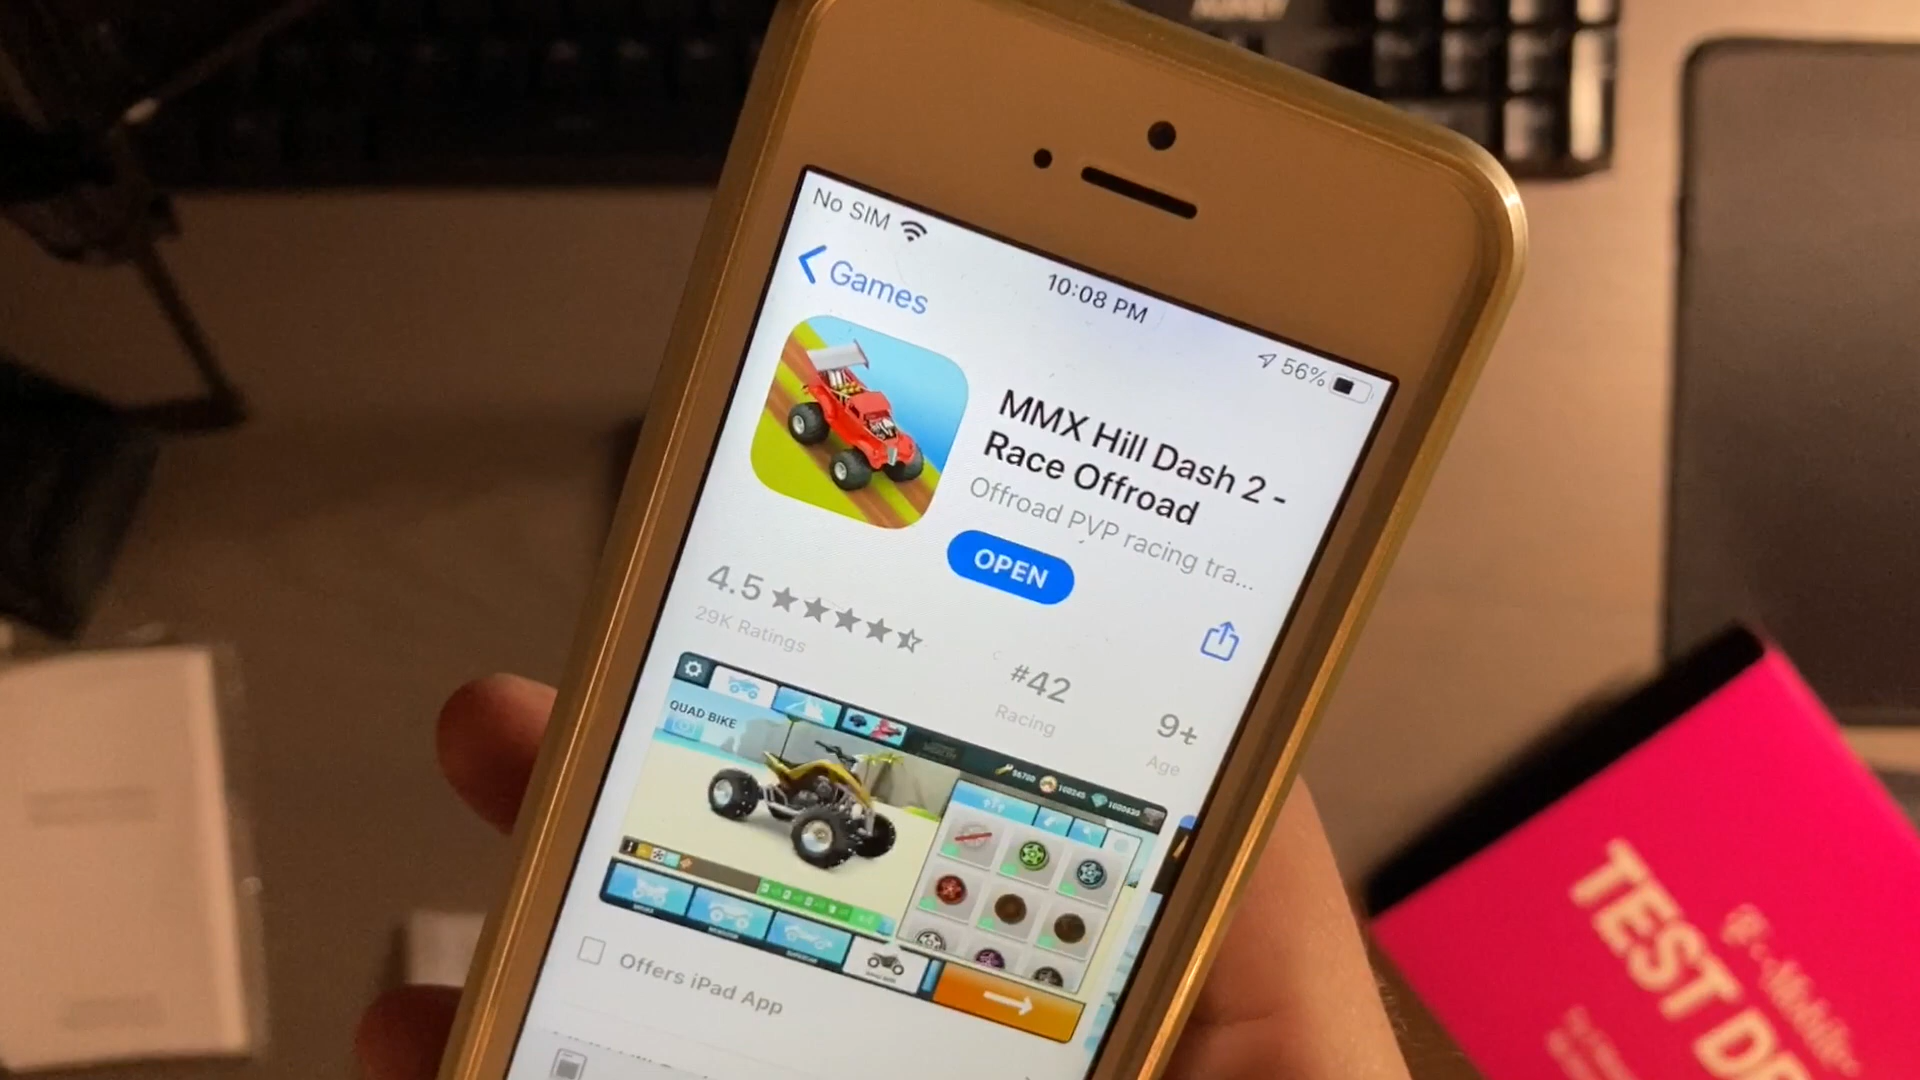 No SIM
10:08 PM
56%
Games
MMX Hill Dash 2 -
Race Offroad
Offroad PVP racing tra...
OPEN
4.5
29K Ratings
#42
Racing
9+
Age
QUAD BIKE
Offers iPad App
T-Mobile
TEST